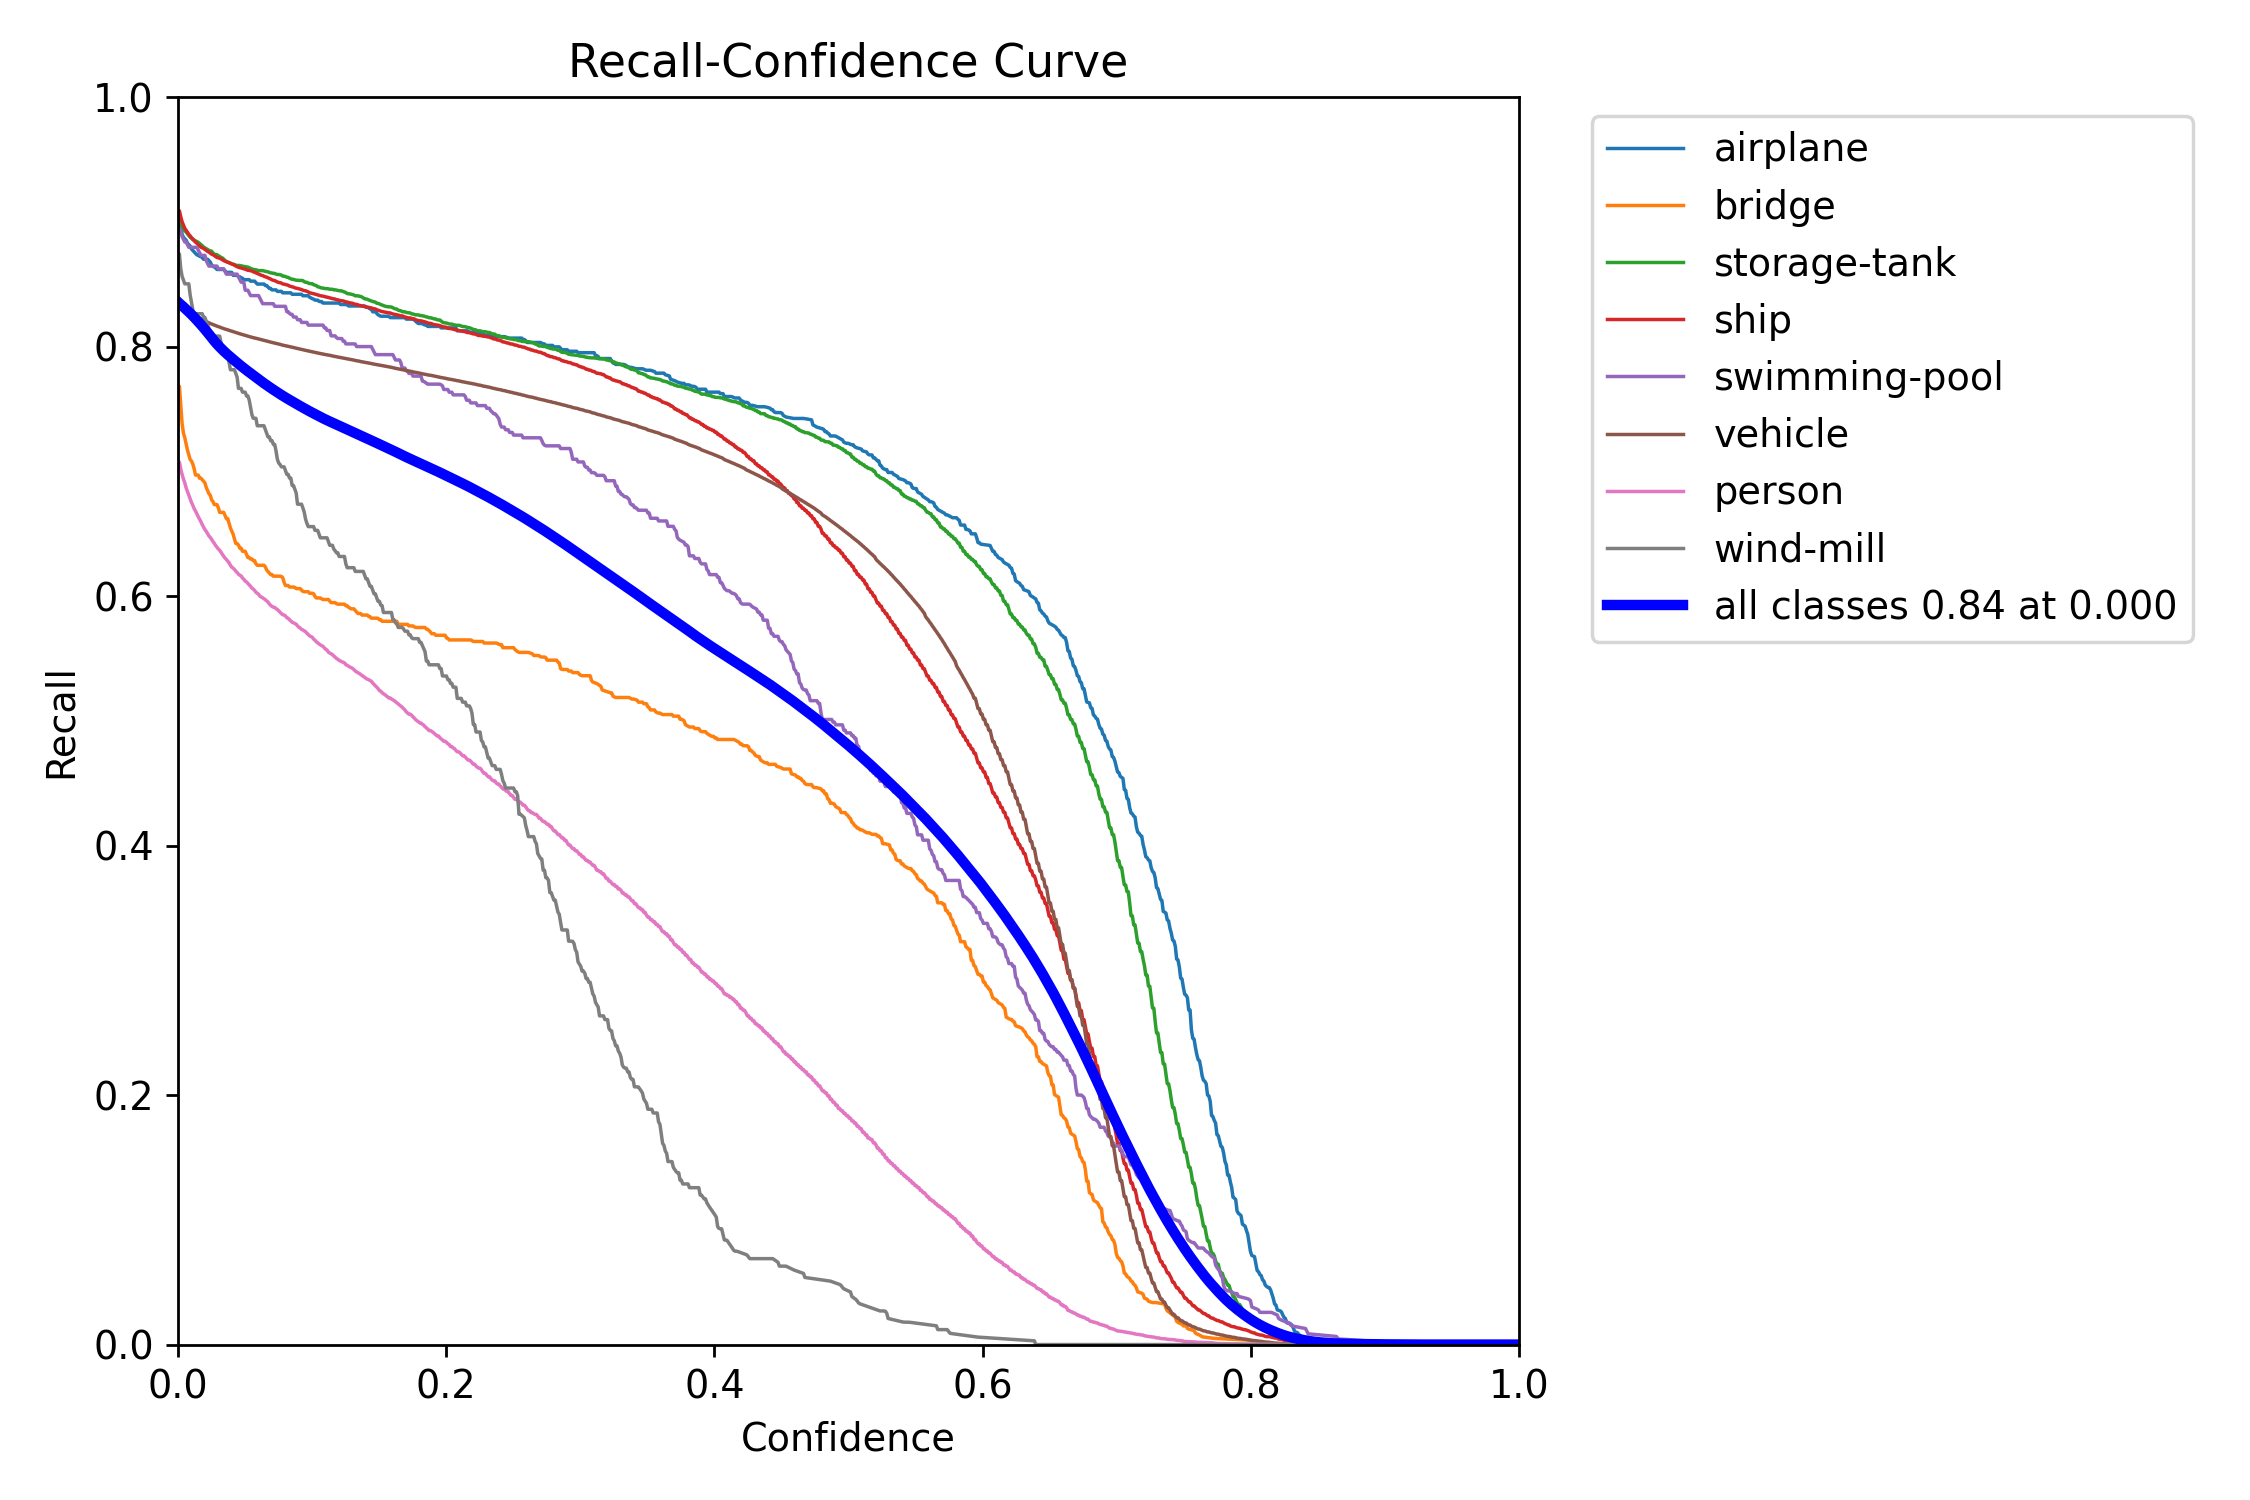 Recall-Confidence Curve
1.0
0.8
0.6
0.4
0.2
0.0
Recall
0.0 0.2 0.4 0.6 0.8 1.0
Confidence
airplane
bridge
storage-tank
ship
swimming-pool
vehicle
person
wind-mill
all classes 0.84 at 0.000